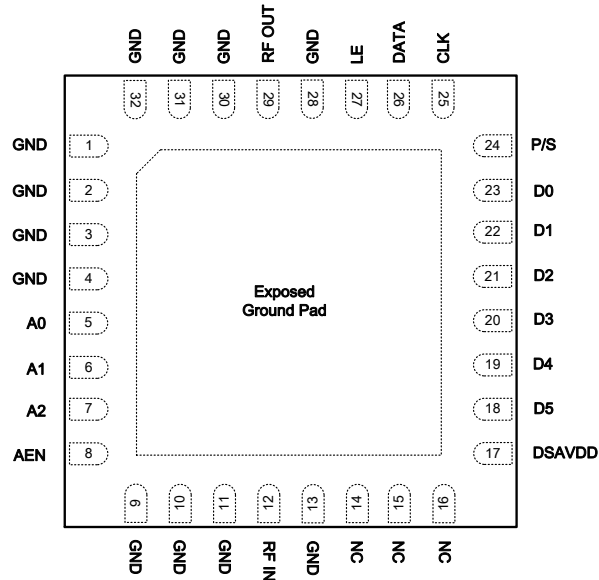 GND
GND
GND
RF OUT
GND
LE
DATA
CLK
32
31
30
29
28
27
26
25
GND 1
GND 2
GND 3
GND 4
A0 5
A1 6
A2 7
AEN 8
Exposed
Ground Pad
24 P/S
23 D0
22 D1
21 D2
20 D3
19 D4
18 D5
17 DSAVDD
9
10
11
12
13
14
15
16
GND
GND
GND
RF IN
GND
NC
NC
NC